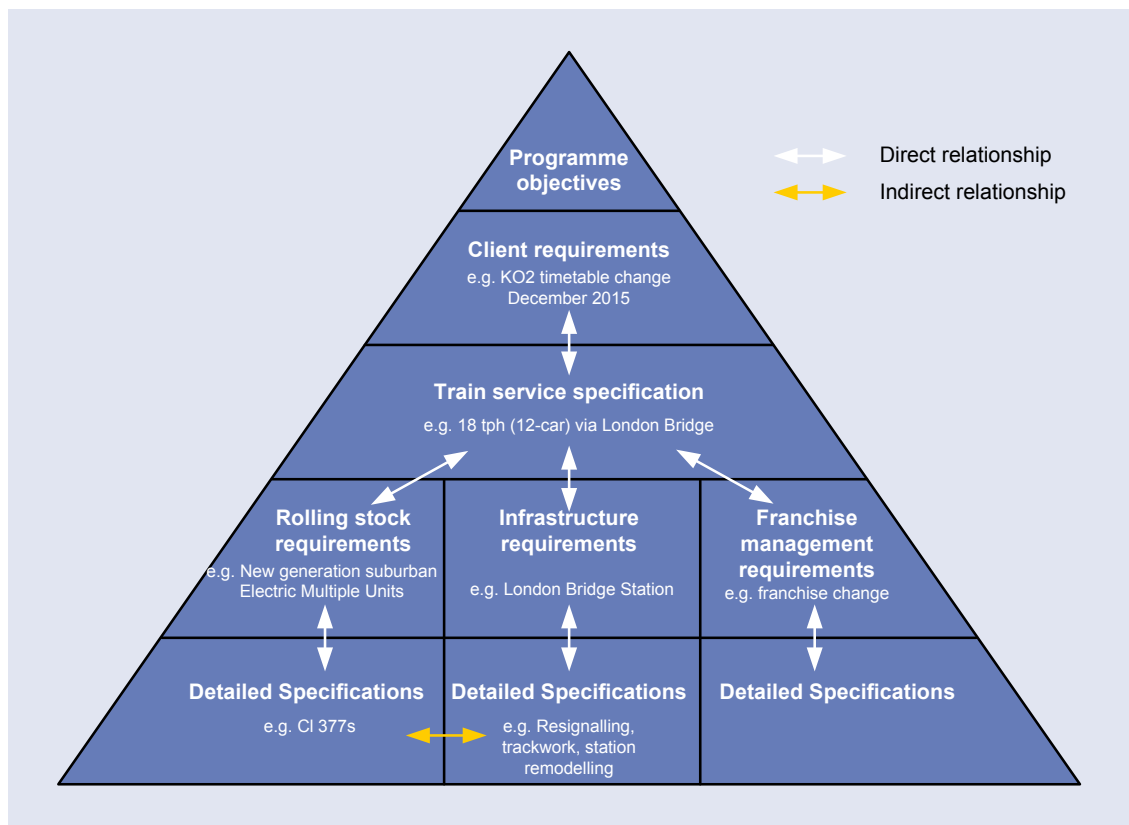 Programme
objectives
Direct relationship
Indirect relationship
Client requirements
e.g. KO2 timetable change
December 2015
Train service specification
e.g. 18 tph (12-car) via London Bridge
Rolling stock
requirements
e.g. New generation suburban
Electric Multiple Units
Infrastructure
requirements
e.g. London Bridge Station
Franchise
management
requirements
e.g. franchise change
Detailed Specifications
e.g. Cl 377s
Detailed Specifications
e.g. Resignalling,
trackwork, station
remodelling
Detailed Specifications